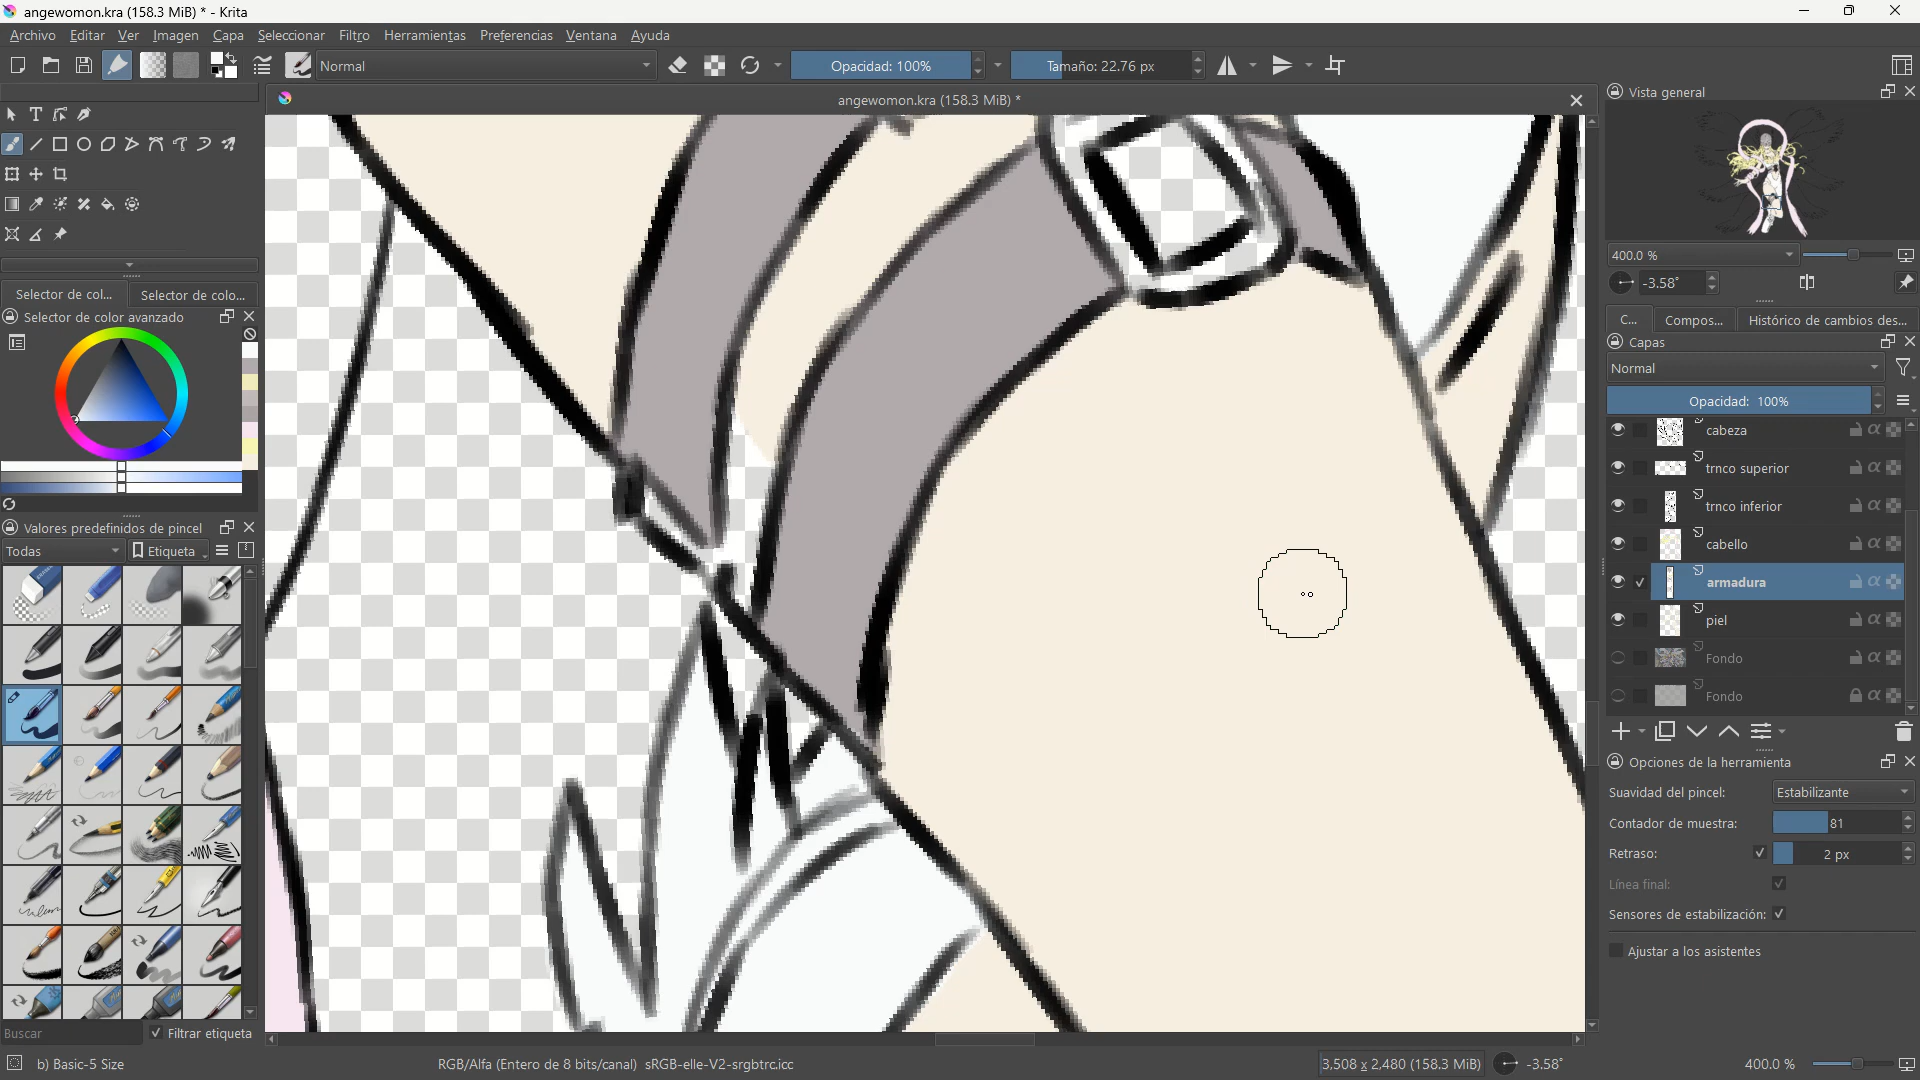 angewomon.kra (158.3 MiB) * - Krita
Archivo Editar Ver Imagen Capa Seleccionar Filtro Herramientas Preferencias Ventana Ayuda
Normal Opacidad: 100% Tamaño: 22.76 px
angewomon.kra (158.3 MiB) *
Vista general
400.0 %
-3.58°
C... Compos... Histórico de cambios des...
Selector de col... Selector de colo...
Selector de color avanzado
Capas
Normal
Opacidad: 100%
cabeza
trnco superior
trnco inferior
cabello
armadura
piel
Fondo
Fondo
Valores predefinidos de pincel
Todas Etiqueta
Opciones de la herramienta
Suavidad del pincel: Estabilizante
Contador de muestra: 81
Retraso: 2 px
Línea final:
Sensores de estabilización:
Ajustar a los asistentes
Buscar Filtrar etiqueta
b) Basic-5 Size RGB/Alfa (Entero de 8 bits/canal) sRGB-elle-V2-srgbtrc.icc 3,508 x 2,480 (158.3 MiB) -3.58° 400.0 %